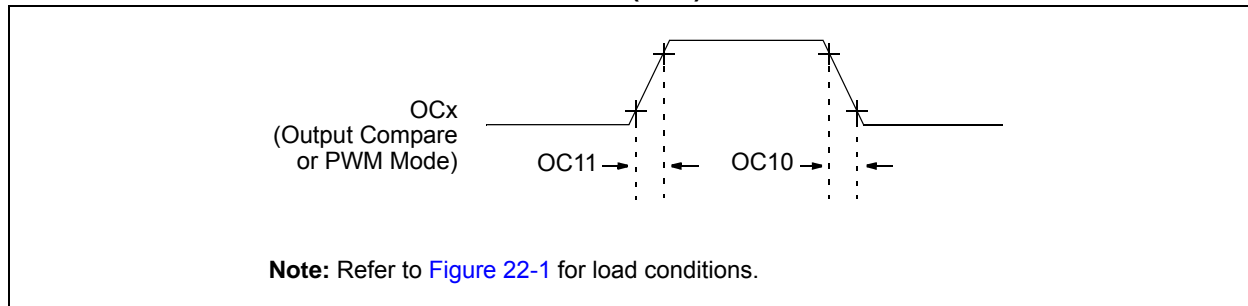 OCx
(Output Compare
or PWM Mode)
OC11
OC10
Note: Refer to Figure 22-1 for load conditions.